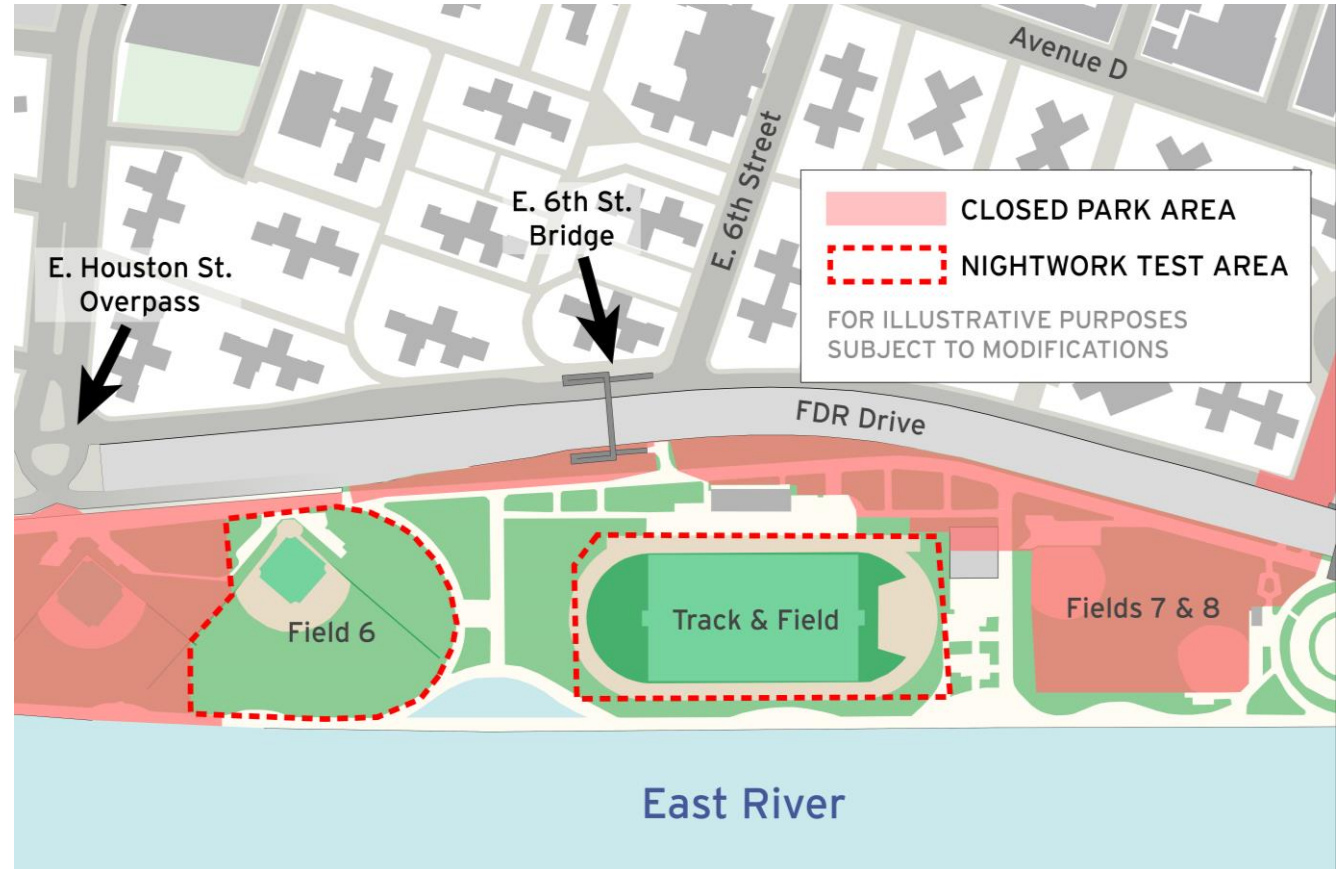 Avenue D
E. 6th Street
CLOSED PARK AREA
NIGHTWORK TEST AREA
FOR ILLUSTRATIVE PURPOSES
SUBJECT TO MODIFICATIONS
E. 6th St.
Bridge
E. Houston St.
Overpass
FDR Drive
Field 6
Track & Field
Fields 7 & 8
East River